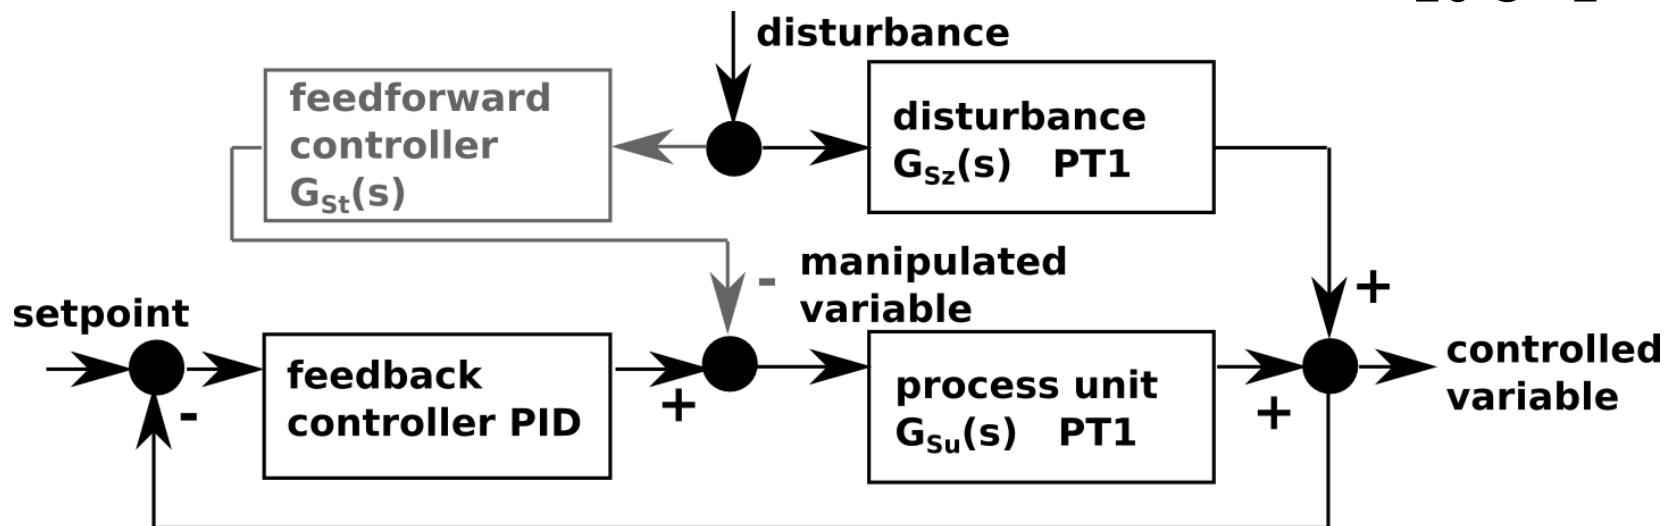 disturbance
feedforward
controller
G_St(s)
disturbance
G_Sz(s) PT1
-
manipulated
variable
+
setpoint
-
feedback
controller PID
+
process unit
G_Su(s) PT1
+
controlled
variable